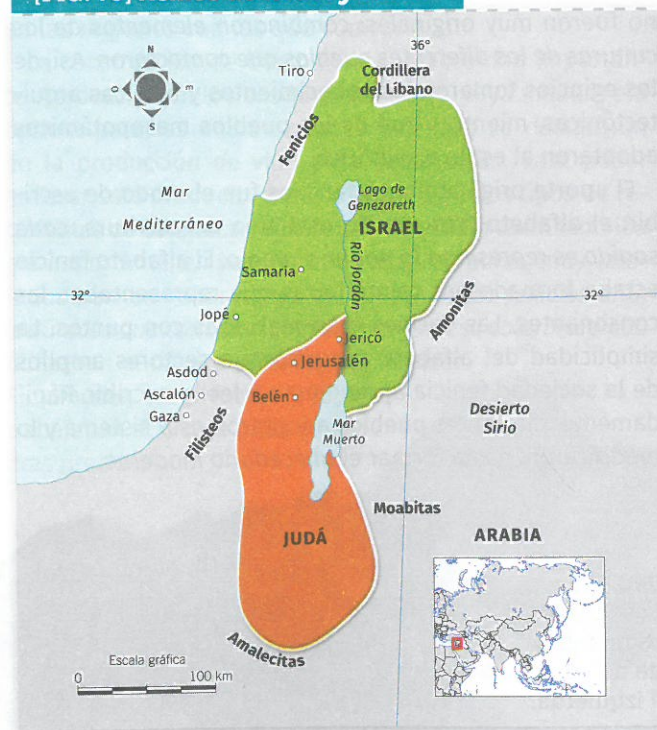 36°
N
O
E
S
Tiro
Cordillera
del Líbano
Fenicios
Mar
Mediterráneo
Lago de
Genezareth
ISRAEL
Río Jordán
Samaria
32°
32°
Amonitas
Jopé
Jericó
Jerusalén
Asdod
Ascalón
Belén
Gaza
Filisteos
Mar
Muerto
Desierto
Sirio
Moabitas
JUDÁ
ARABIA
Amalecitas
Escala gráfica
0
100 km